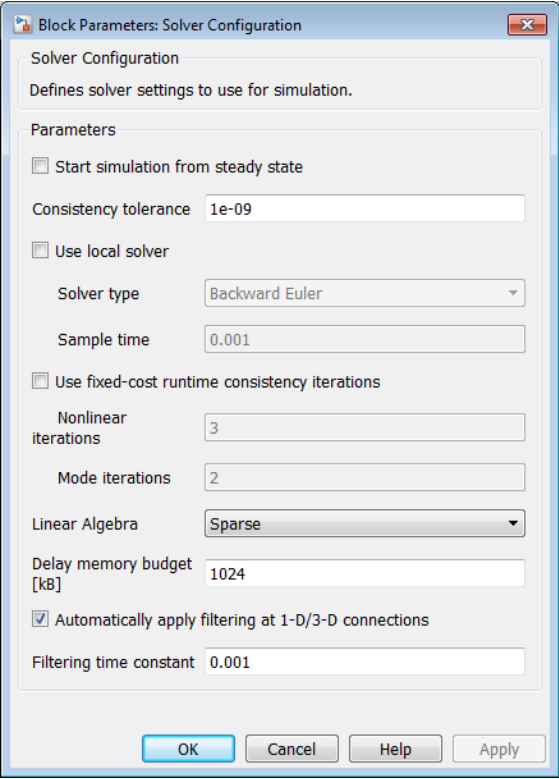 Block Parameters: Solver Configuration
Solver Configuration
Defines solver settings to use for simulation.
Parameters
Start simulation from steady state
Consistency tolerance 1e-09
Use local solver
Solver type Backward Euler
Sample time 0.001
Use fixed-cost runtime consistency iterations
Nonlinear
iterations 3
Mode iterations 2
Linear Algebra Sparse
Delay memory budget
[kB] 1024
Automatically apply filtering at 1-D/3-D connections
Filtering time constant 0.001
OK Cancel Help Apply